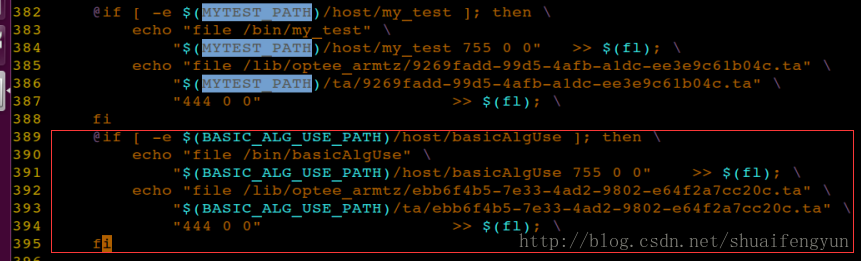 382 @if [ -e $(MYTEST_PATH)/host/my_test ]; then \
383 echo "file /bin/my_test" \
384 "$(MYTEST_PATH)/host/my_test 755 0 0" >> $(fl); \
385 echo "file /lib/optee_armtz/9269fadd-99d5-4afb-a1dc-ee3e9c61b04c.ta" \
386 "$(MYTEST_PATH)/ta/9269fadd-99d5-4afb-a1dc-ee3e9c61b04c.ta" \
387 "444 0 0" >> $(fl); \
388 fi
389 @if [ -e $(BASIC_ALG_USE_PATH)/host/basicAlgUse ]; then \
390 echo "file /bin/basicAlgUse" \
391 "$(BASIC_ALG_USE_PATH)/host/basicAlgUse 755 0 0" >> $(fl); \
392 echo "file /lib/optee_armtz/ebb6f4b5-7e33-4ad2-9802-e64f2a7cc20c.ta" \
393 "$(BASIC_ALG_USE_PATH)/ta/ebb6f4b5-7e33-4ad2-9802-e64f2a7cc20c.ta" \
394 "444 0 0" >> $(fl); \
395 fi
http://blog.csdn.net/shuaifengyun
396